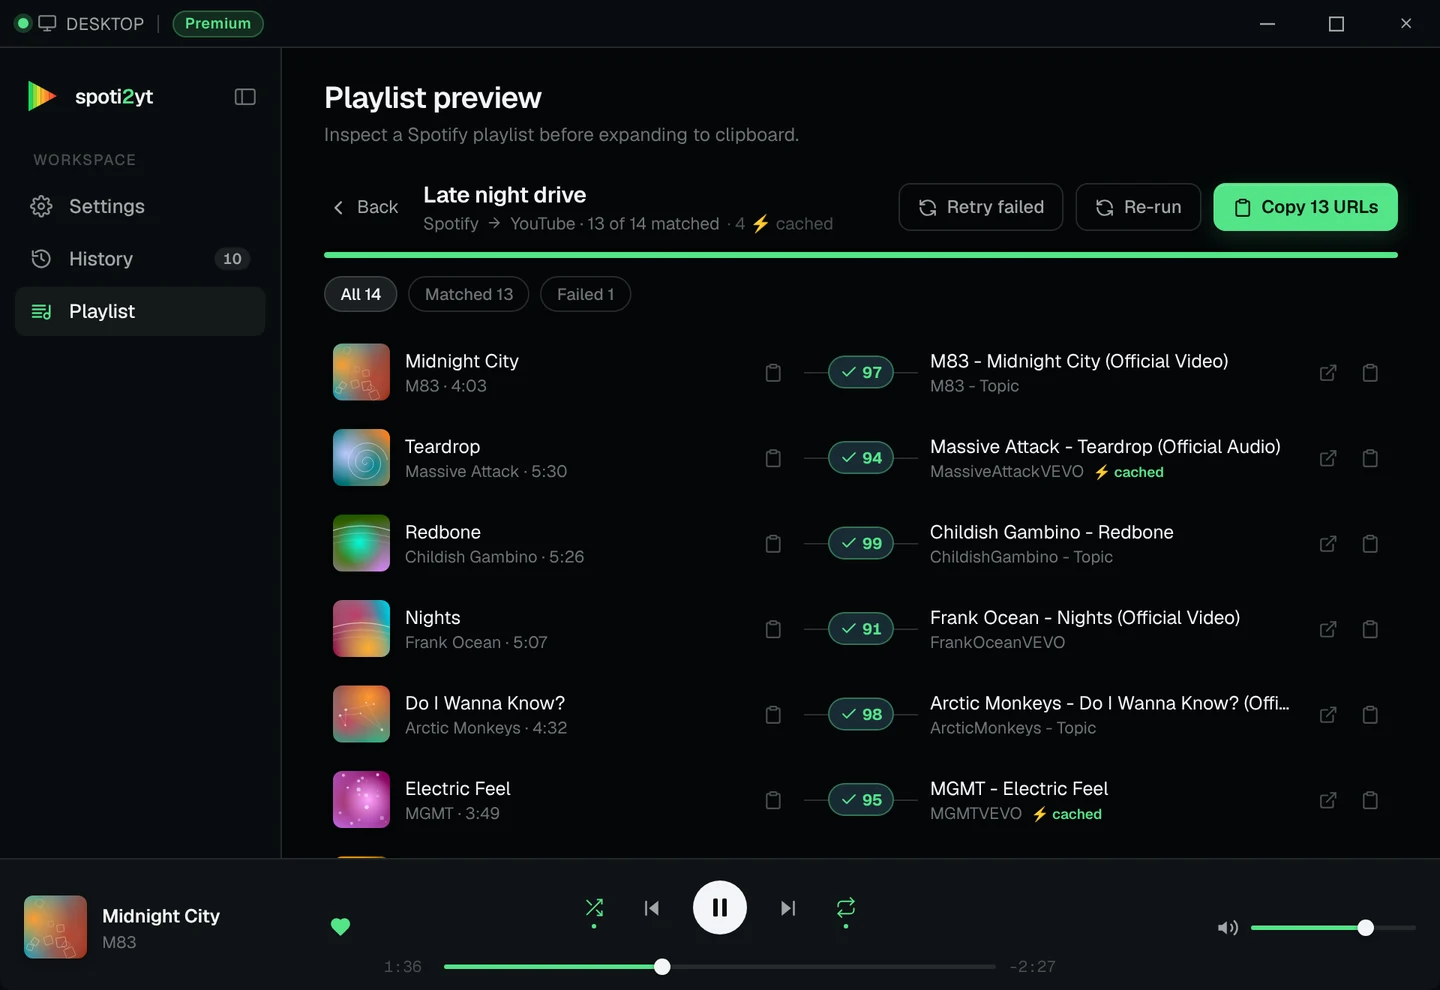 DESKTOP
Premium
spoti2yt
WORKSPACE
Settings
History 10
Playlist
Playlist preview
Inspect a Spotify playlist before expanding to clipboard.
Back
Late night drive
Spotify → YouTube · 13 of 14 matched · 4 ⚡ cached
Retry failed
Re-run
Copy 13 URLs
All 14
Matched 13
Failed 1
Midnight City
M83 · 4:03
97
M83 - Midnight City (Official Video)
M83 - Topic
Teardrop
Massive Attack · 5:30
94
Massive Attack - Teardrop (Official Audio)
MassiveAttackVEVO ⚡ cached
Redbone
Childish Gambino · 5:26
99
Childish Gambino - Redbone
ChildishGambino - Topic
Nights
Frank Ocean · 5:07
91
Frank Ocean - Nights (Official Video)
FrankOceanVEVO
Do I Wanna Know?
Arctic Monkeys · 4:32
98
Arctic Monkeys - Do I Wanna Know? (Offi...
ArcticMonkeys - Topic
Electric Feel
MGMT · 3:49
95
MGMT - Electric Feel
MGMTVEVO ⚡ cached
Midnight City
M83
1:36
-2:27